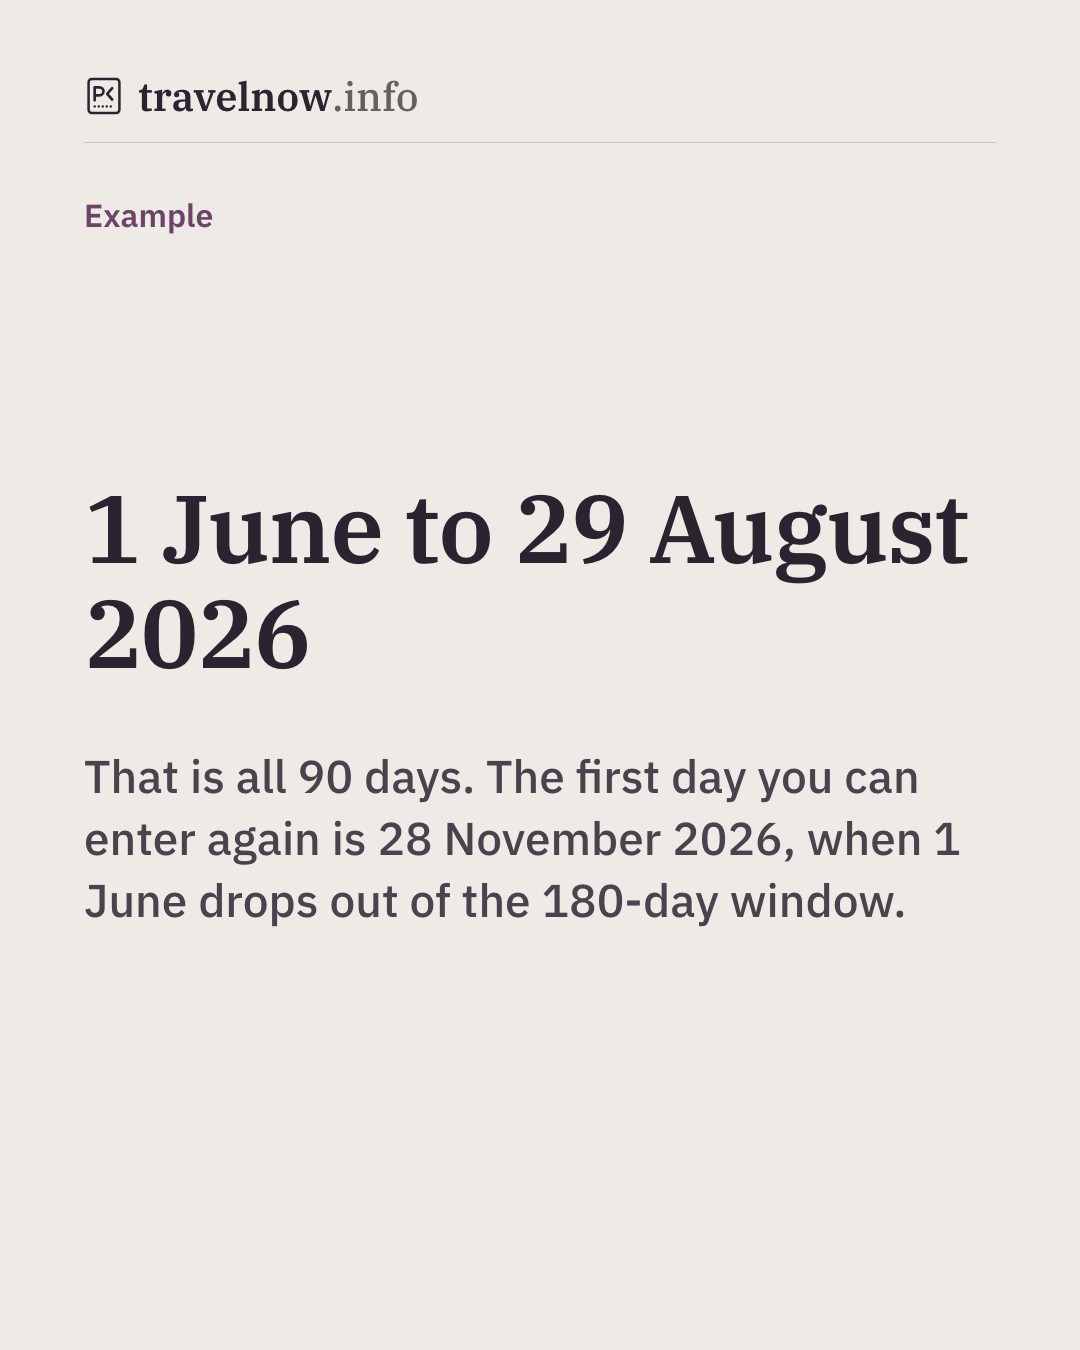 travelnow.info
Example
1 June to 29 August
2026
That is all 90 days. The first day you can
enter again is 28 November 2026, when 1
June drops out of the 180-day window.